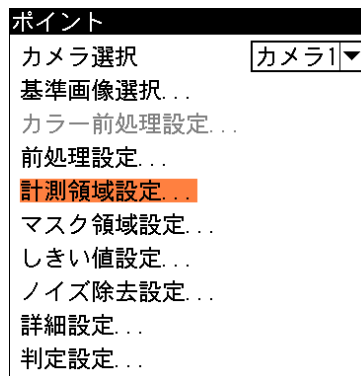 ポイント
カメラ選択 カメラ1▼
基準画像選択...
カラー前処理設定...
前処理設定...
計測領域設定...
マスク領域設定...
しきい値設定...
ノイズ除去設定...
詳細設定...
判定設定...